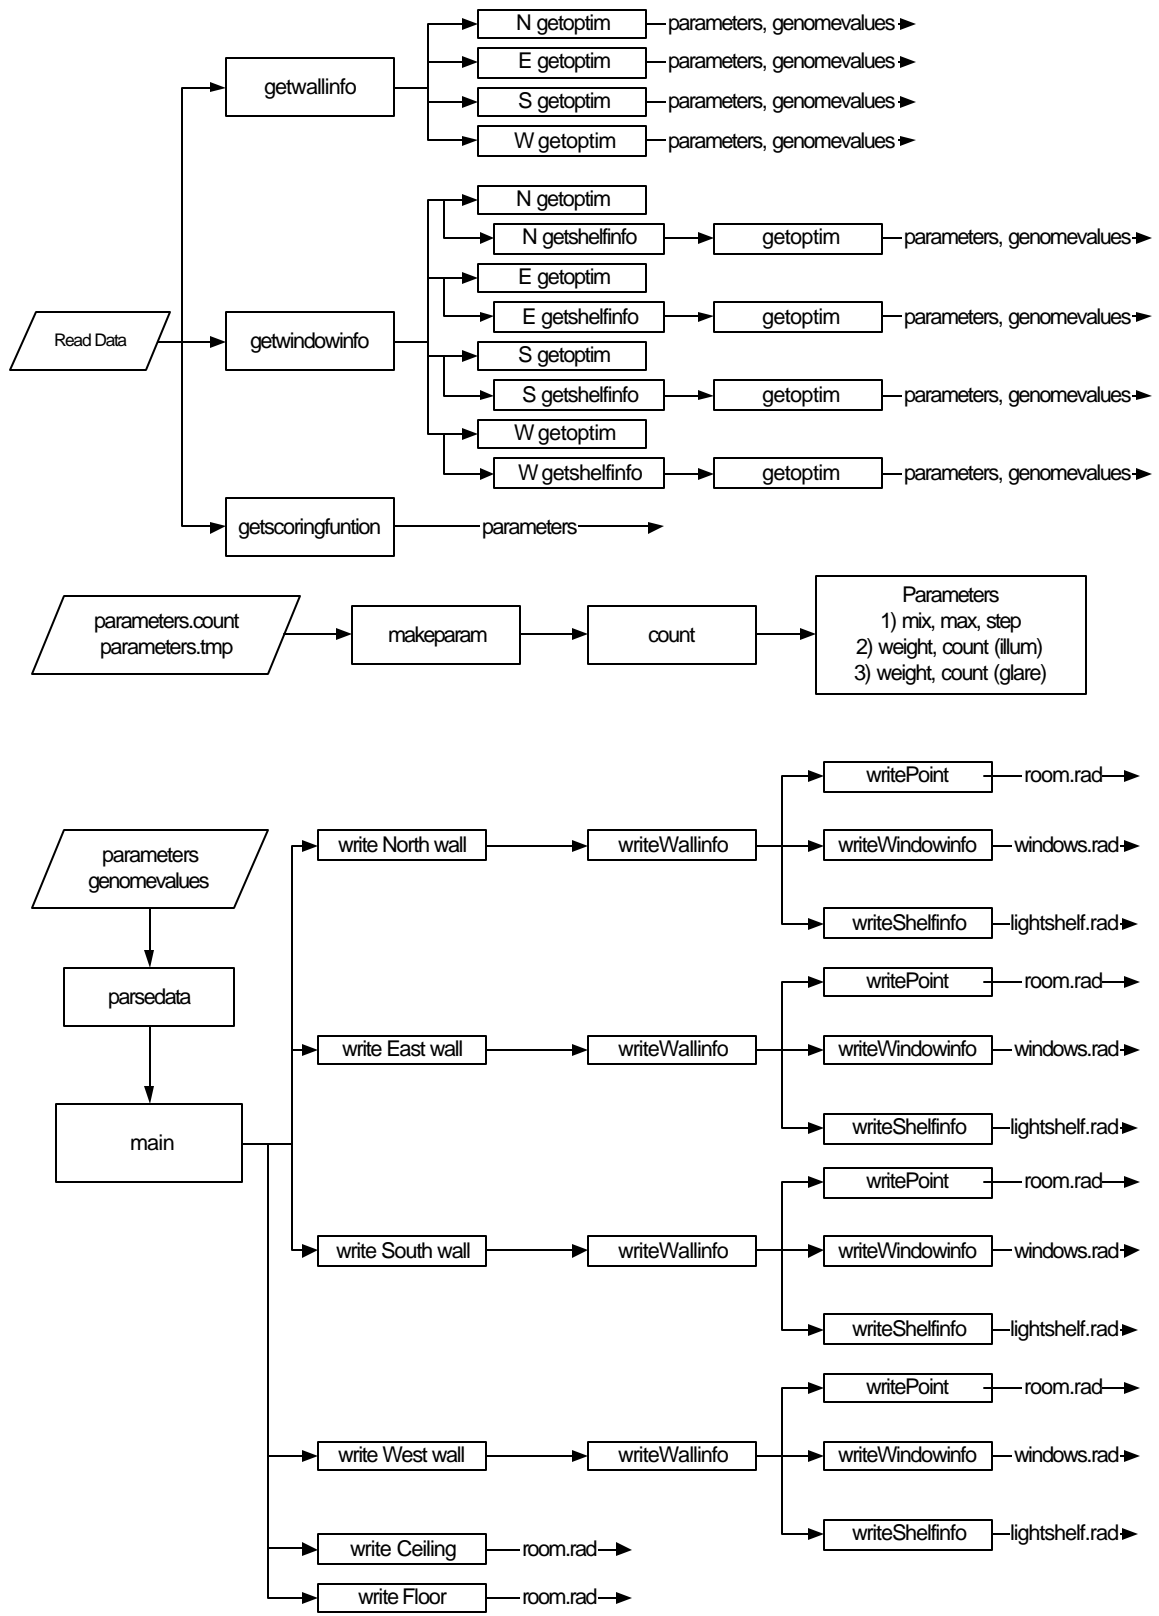 N getoptim
parameters, genomevalues
E getoptim
parameters, genomevalues
getwallinfo
S getoptim
parameters, genomevalues
W getoptim
parameters, genomevalues
N getoptim
N getshelfinfo
getoptim
parameters, genomevalues
E getoptim
E getshelfinfo
getoptim
parameters, genomevalues
Read Data
getwindowinfo
S getoptim
S getshelfinfo
getoptim
parameters, genomevalues
W getoptim
W getshelfinfo
getoptim
parameters, genomevalues
getscoringfuntion
parameters
parameters.count
parameters.tmp
makeparam
count
Parameters
1) mix, max, step
2) weight, count (illum)
3) weight, count (glare)
writePoint
room.rad
parameters
genomevalues
write North wall
writeWallinfo
writeWindowinfo
windows.rad
writeShelfinfo
lightshelf.rad
parsedata
writePoint
room.rad
write East wall
writeWallinfo
writeWindowinfo
windows.rad
main
writeShelfinfo
lightshelf.rad
writePoint
room.rad
write South wall
writeWallinfo
writeWindowinfo
windows.rad
writeShelfinfo
lightshelf.rad
writePoint
room.rad
write West wall
writeWallinfo
writeWindowinfo
windows.rad
writeShelfinfo
lightshelf.rad
write Ceiling
room.rad
write Floor
room.rad